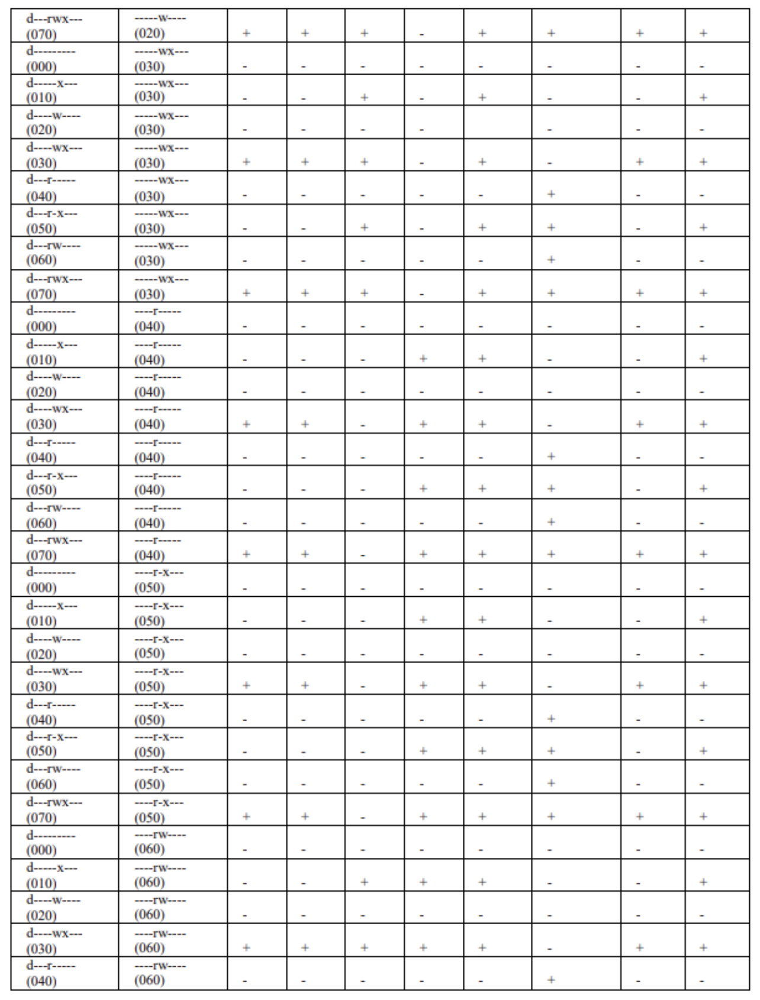 d---rwx--- -----w----
(070) (020) + + + - + + + +
d--------- -----wx---
(000) (030) - - - - - - - -
d-----x--- -----wx---
(010) (030) - - + - + - - +
d----w---- -----wx---
(020) (030) - - - - - - -
d----wx--- -----wx---
(030) (030) + + + - + - + +
d---r----- -----wx---
(040) (030) - - - - - + - -
d---r-x--- -----wx---
(050) (030) - - + - + + - +
d---rw---- -----wx---
(060) (030) - - - - - + - -
d---rwx--- -----wx---
(070) (030) + + + - + + + +
d--------- ----r-----
(000) (040) - - - - - - - -
d-----x--- ----r-----
(010) (040) - - - + + - - +
d----w---- ----r-----
(020) (040) - - - - - - - -
d----wx--- ----r-----
(030) (040) + + - + + - + +
d---r----- ----r-----
(040) (040) - - - - - + - -
d---r-x--- ----r-----
(050) (040) - - - + + + - +
d---rw---- ----r-----
(060) (040) - - - - - + - -
d---rwx--- ----r-----
(070) (040) + + - + + + + +
d--------- ----r-x---
(000) (050) - - - - - - - -
d-----x--- ----r-x---
(010) (050) - - - + + - - +
d----w---- ----r-x---
(020) (050) - - - - - - - -
d----wx--- ----r-x---
(030) (050) + + - + + - + +
d---r----- ----r-x---
(040) (050) - - - - - + - -
d---r-x--- ----r-x---
(050) (050) - - - + + + - +
d---rw---- ----r-x---
(060) (050) - - - - - + - -
d---rwx--- ----r-x---
(070) (050) + + - + + + + +
d--------- ----rw----
(000) (060) - - - - - - - -
d-----x--- ----rw----
(010) (060) - - + + + - - +
d----w---- ----rw----
(020) (060) - - - - - - - -
d----wx--- ----rw----
(030) (060) + + + + + - + +
d---r----- ----rw----
(040) (060) - - - - - + - -